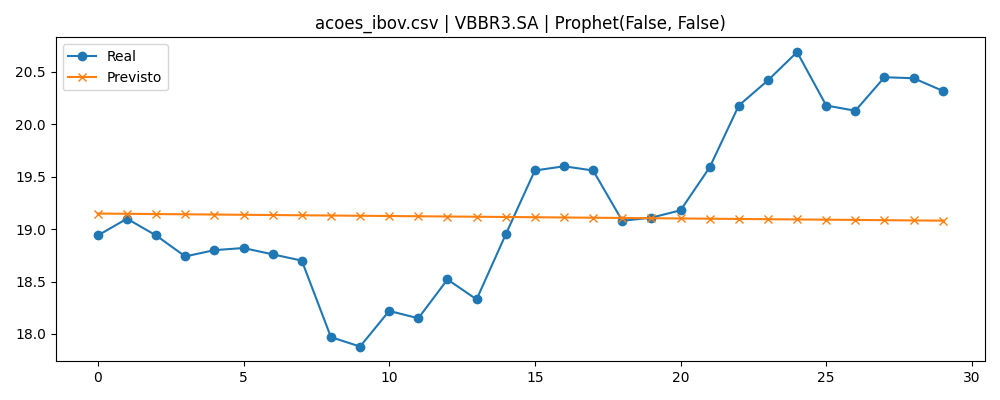 acoes_ibov.csv | VBBR3.SA | Prophet(False, False)
Real
Previsto
20.5
20.0
19.5
19.0
18.5
18.0
0 5 10 15 20 25 30